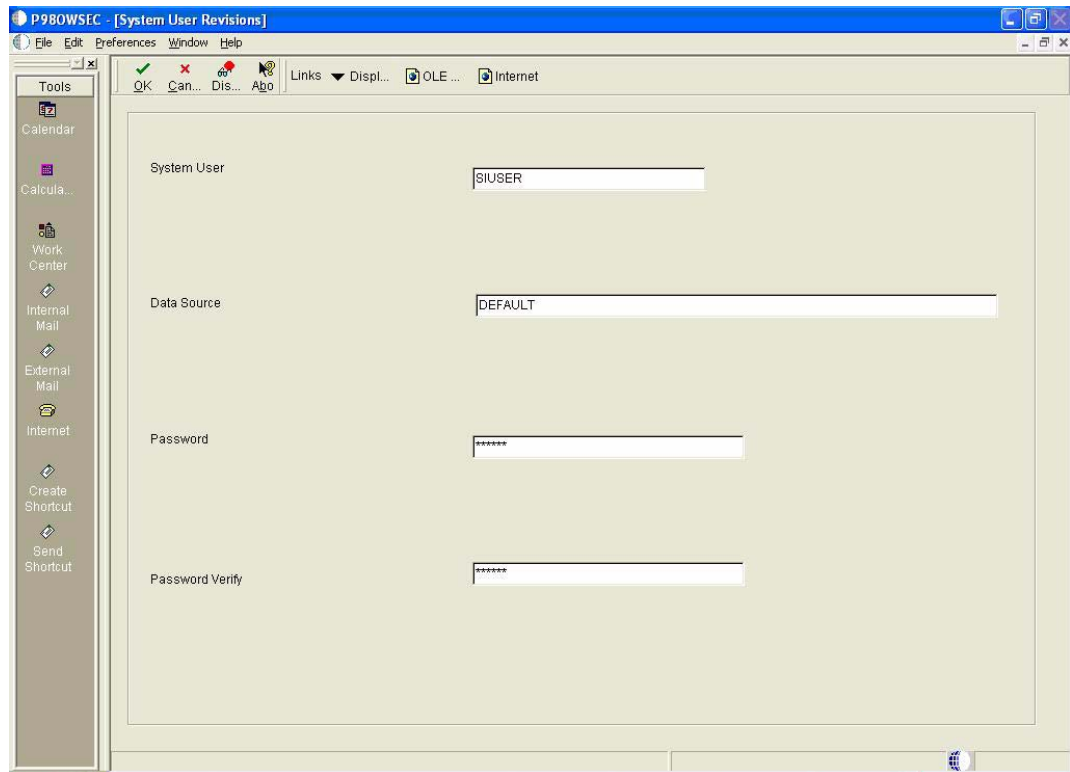 P98OWSEC - [System User Revisions]
File Edit Preferences Window Help
Tools
OK Can... Dis... Abo Links Displ... OLE ... Internet
Calendar
Calcula...
Work
Center
Internal
Mail
External
Mail
Internet
Create
Shortcut
Send
Shortcut
System User SIUSER
Data Source DEFAULT
Password ******
Password Verify ******